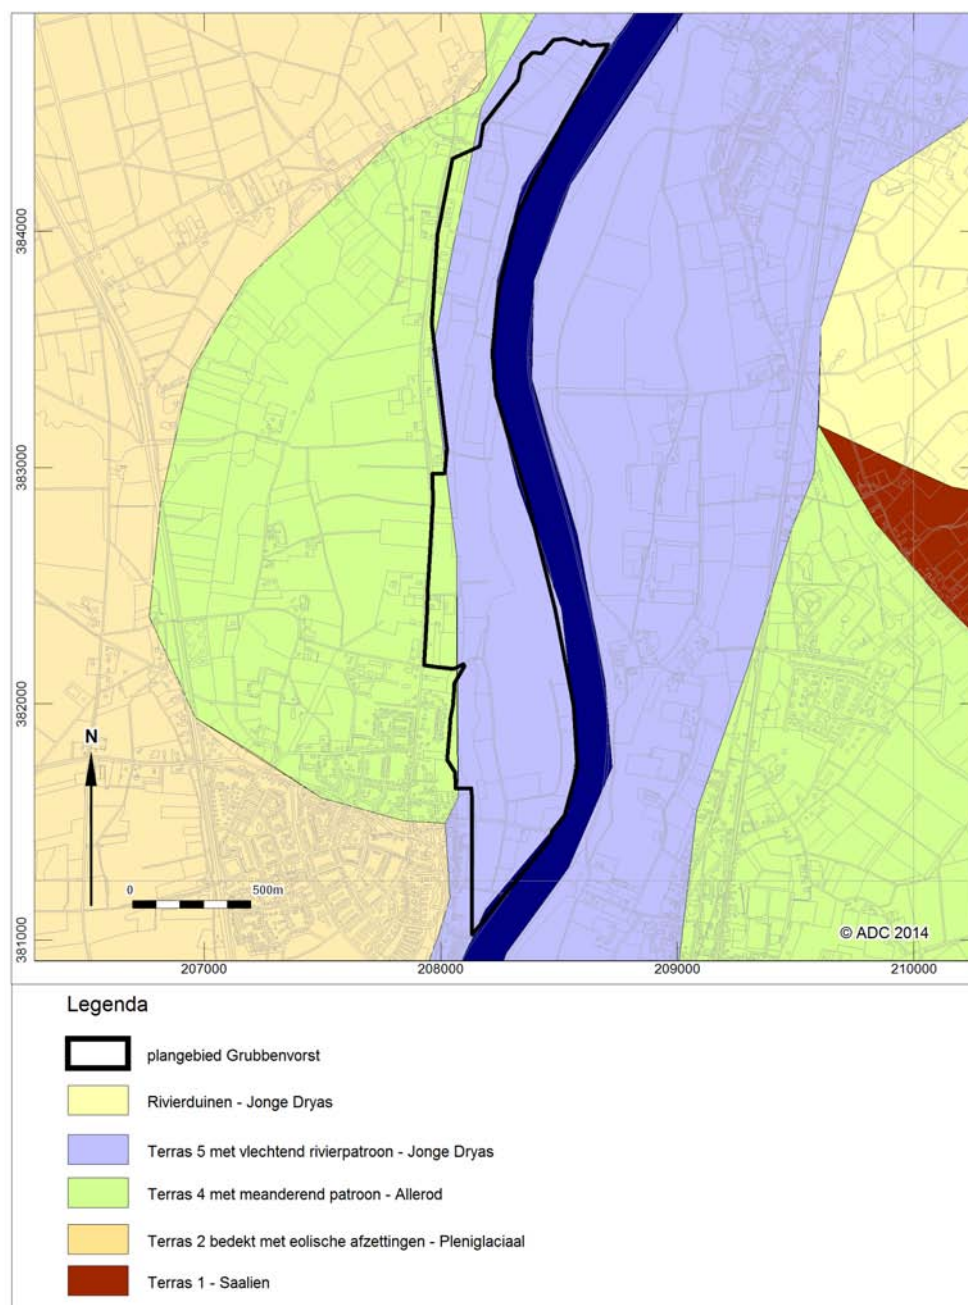 384000
383000
382000
381000
N
0 500m
© ADC 2014
207000 208000 209000 210000
Legenda
plangebied Grubbenvorst
Rivierduinen - Jonge Dryas
Terras 5 met vlechtend rivierpatroon - Jonge Dryas
Terras 4 met meanderend patroon - Allerod
Terras 2 bedekt met eolische afzettingen - Pleniglaciaal
Terras 1 - Saalien